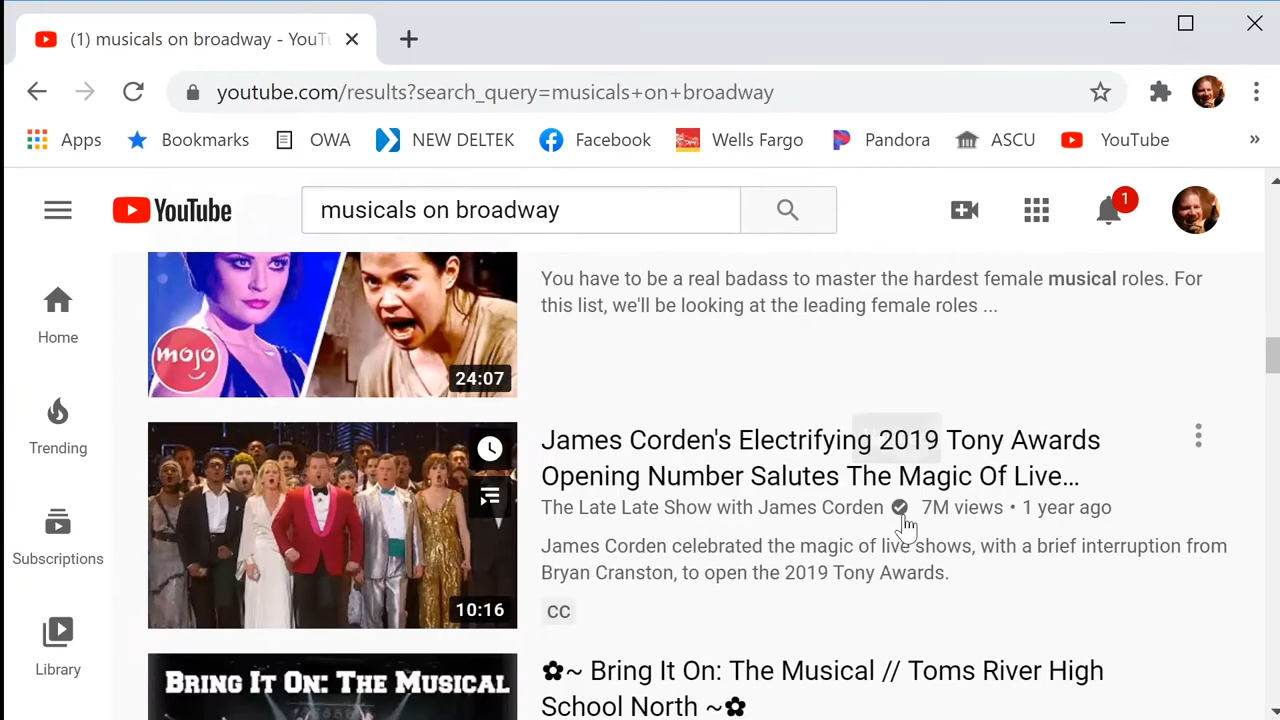 (1) musicals on broadway - YouTu
youtube.com/results?search_query=musicals+on+broadway
Apps Bookmarks OWA NEW DELTEK Facebook Wells Fargo Pandora ASCU YouTube »
YouTube musicals on broadway 1
You have to be a real badass to master the hardest female musical roles. For
this list, we'll be looking at the leading female roles ...
mojo
24:07
Home
Trending
Subscriptions
Library
James Corden's Electrifying 2019 Tony Awards
Opening Number Salutes The Magic Of Live...
The Late Late Show with James Corden 7M views • 1 year ago
James Corden celebrated the magic of live shows, with a brief interruption from
Bryan Cranston, to open the 2019 Tony Awards.
10:16
CC
BRING IT ON: THE MUSICAL
✿~ Bring It On: The Musical // Toms River High
School North ~✿